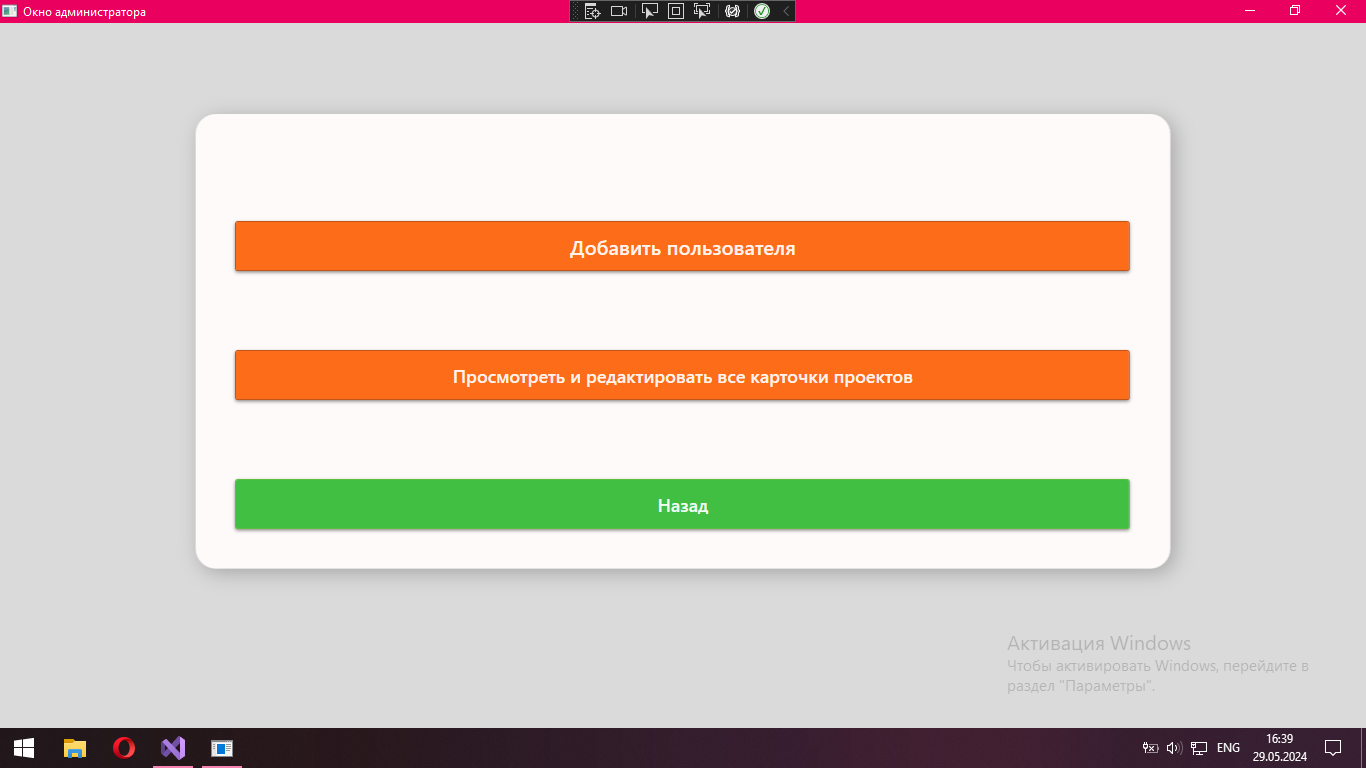 Окно администратора
Добавить пользователя
Просмотреть и редактировать все карточки проектов
Назад
Активация Windows
Чтобы активировать Windows, перейдите в
раздел "Параметры".
ENG
16:39
29.05.2024